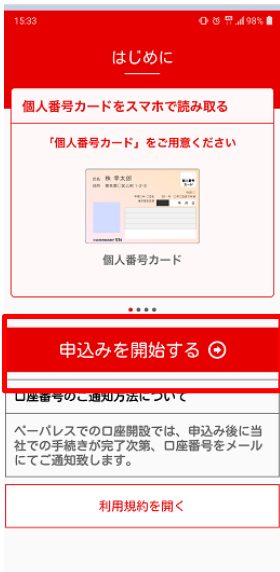 15:33
98%
はじめに
個人番号カードをスマホで読み取る
「個人番号カード」をご用意ください
個人番号カード
申込みを開始する
口座番号のご通知方法について
ペーパレスでの口座開設では、申込み後に当
社での手続きが完了次第、口座番号をメール
にてご通知致します。
利用規約を開く